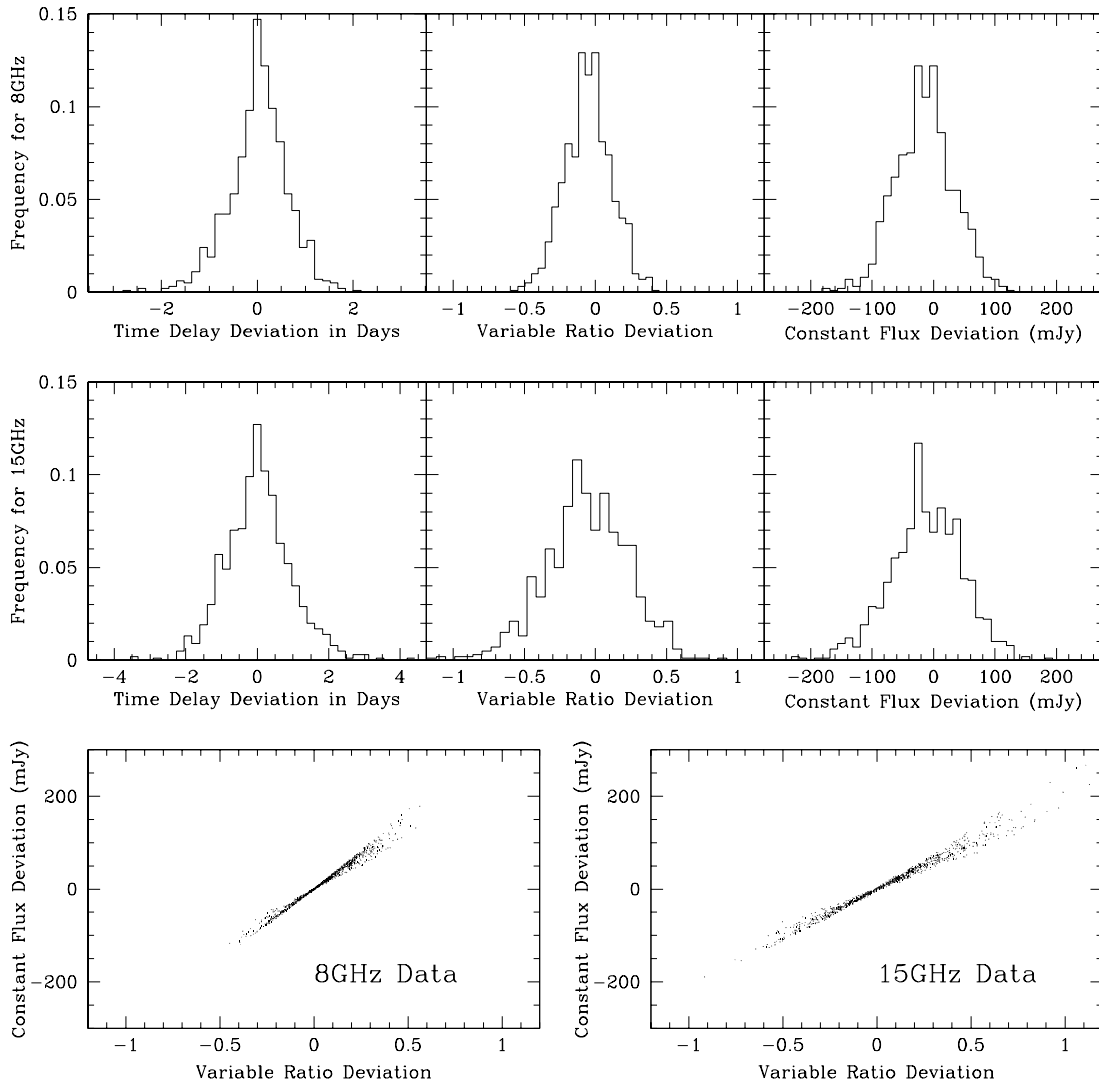 0.15
0.1
0.05
0
Frequency for 8GHz
-2 0 2
Time Delay Deviation in Days
-1 -0.5 0 0.5 1
Variable Ratio Deviation
-200 -100 0 100 200
Constant Flux Deviation (mJy)
0.15
0.1
0.05
0
Frequency for 15GHz
-4 -2 0 2 4
Time Delay Deviation in Days
-1 -0.5 0 0.5 1
Variable Ratio Deviation
-200 -100 0 100 200
Constant Flux Deviation (mJy)
Constant Flux Deviation (mJy)
200
0
-200
8GHz Data
-1 -0.5 0 0.5 1
Variable Ratio Deviation
Constant Flux Deviation (mJy)
200
0
-200
15GHz Data
-1 -0.5 0 0.5 1
Variable Ratio Deviation